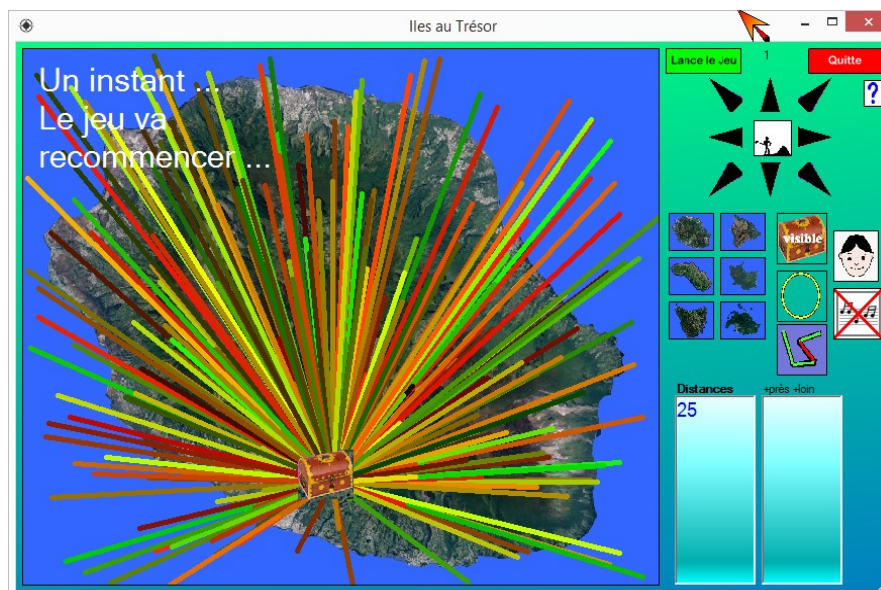 Iles au Trésor
Un instant ...
Le jeu va
recommencer ...
Lance le Jeu
1
Quitte
?
visible
Distances
+près +loin
25